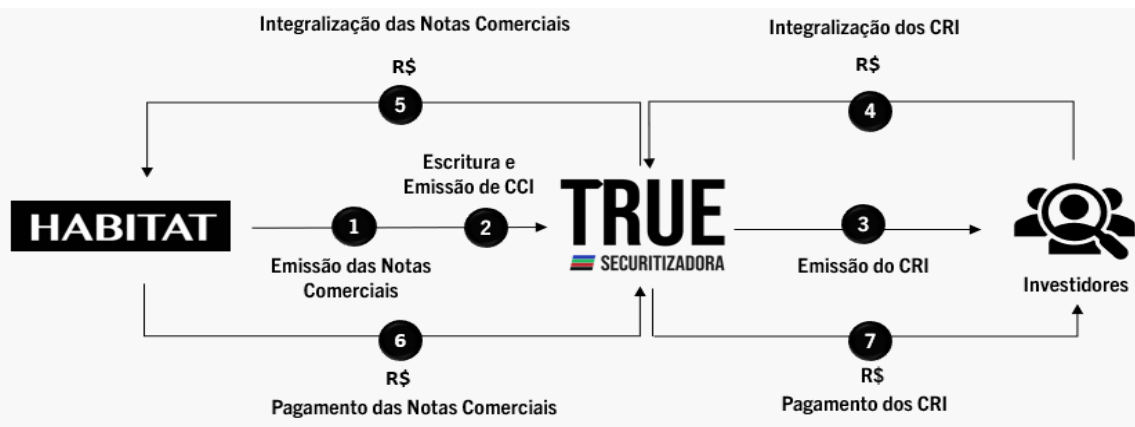 Integralização das Notas Comerciais
R$
5
Integralização dos CRI
R$
4
Escritura e
Emissão de CCI
HABITAT
1
2
Emissão das Notas
Comerciais
TRUE
SECURITIZADORA
3
Emissão do CRI
Investidores
6
R$
Pagamento das Notas Comerciais
7
R$
Pagamento dos CRI